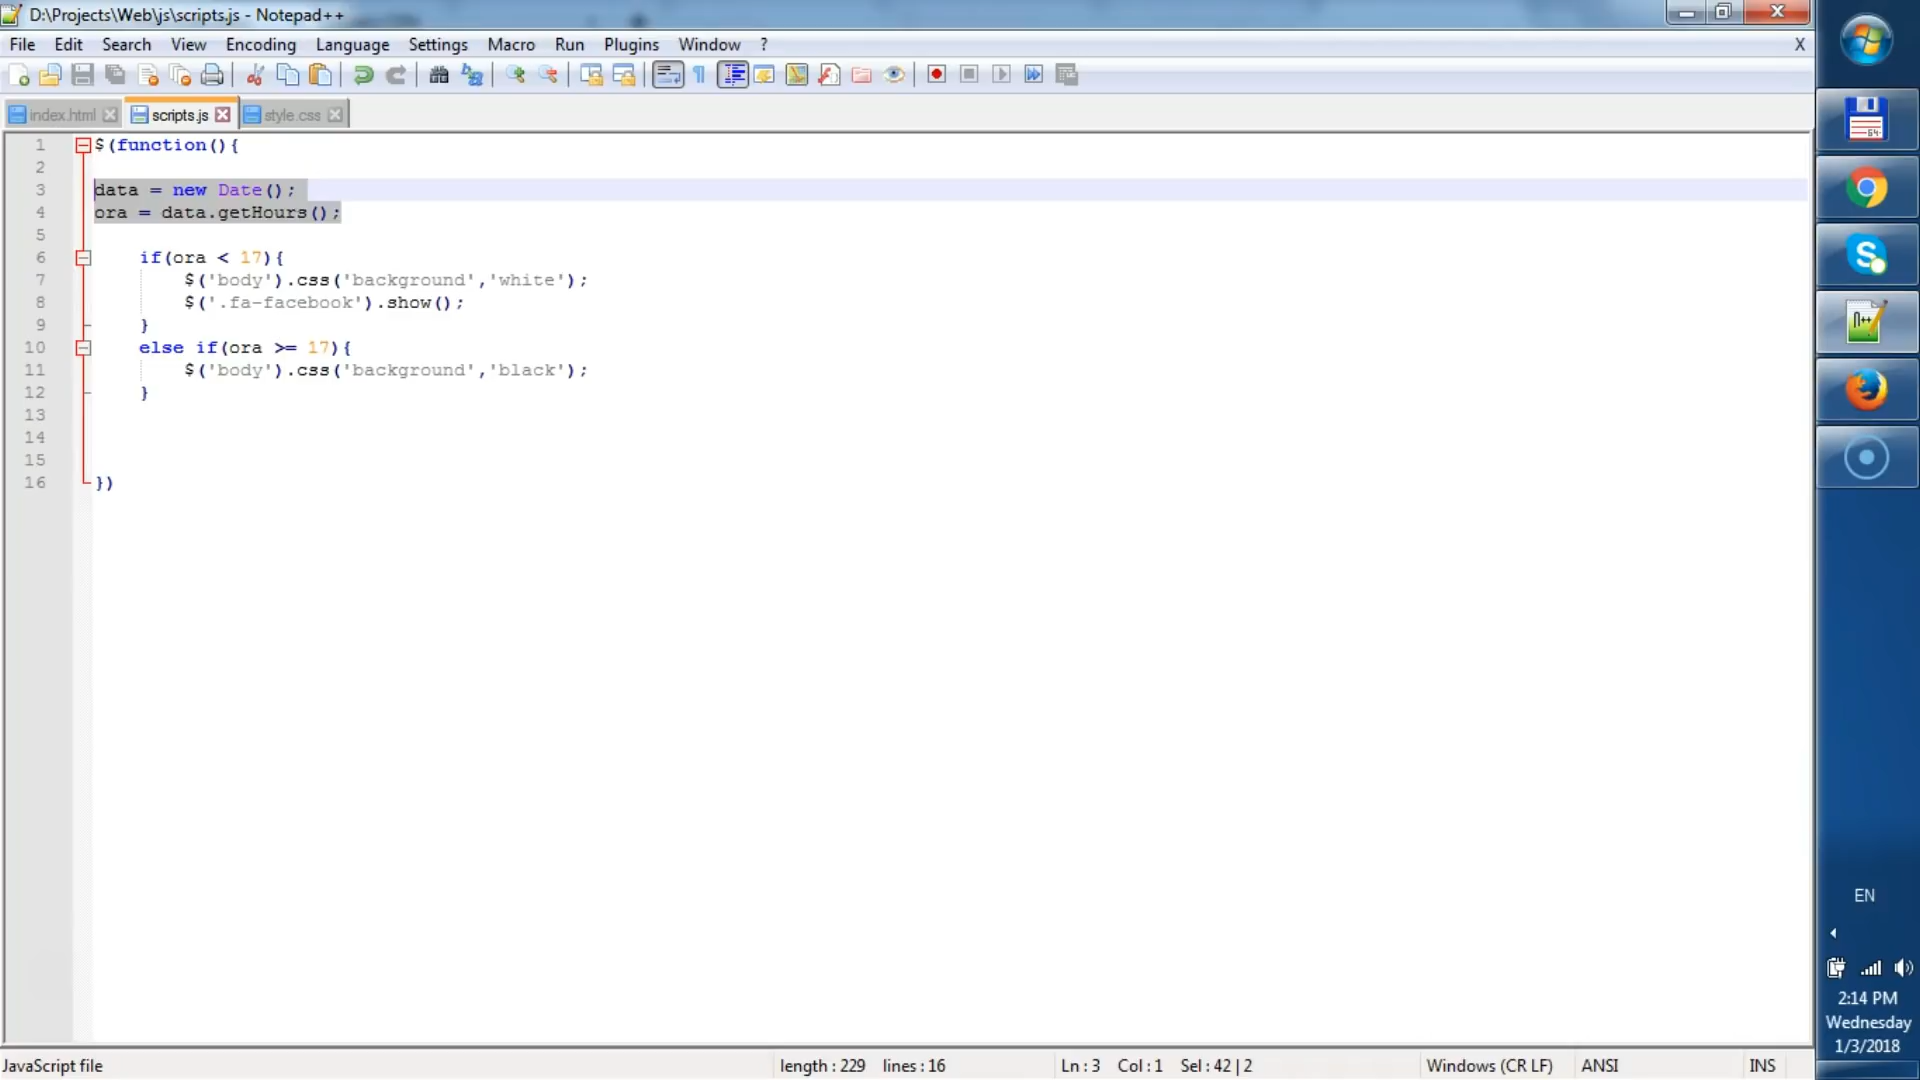 D:\Projects\Web\js\scripts.js - Notepad++
File Edit Search View Encoding Language Settings Macro Run Plugins Window ? X
index.html scripts.js style.css
1 $(function(){
2
3 data = new Date();
4 ora = data.getHours();
5
6 if(ora < 17){
7 $('body').css('background','white');
8 $('.fa-facebook').show();
9 }
10 else if(ora >= 17){
11 $('body').css('background','black');
12 }
13
14
15
16 })
JavaScript file length : 229 lines : 16 Ln : 3 Col : 1 Sel : 42 | 2 Windows (CR LF) ANSI INS
64
S
n++
EN
2:14 PM
Wednesday
1/3/2018